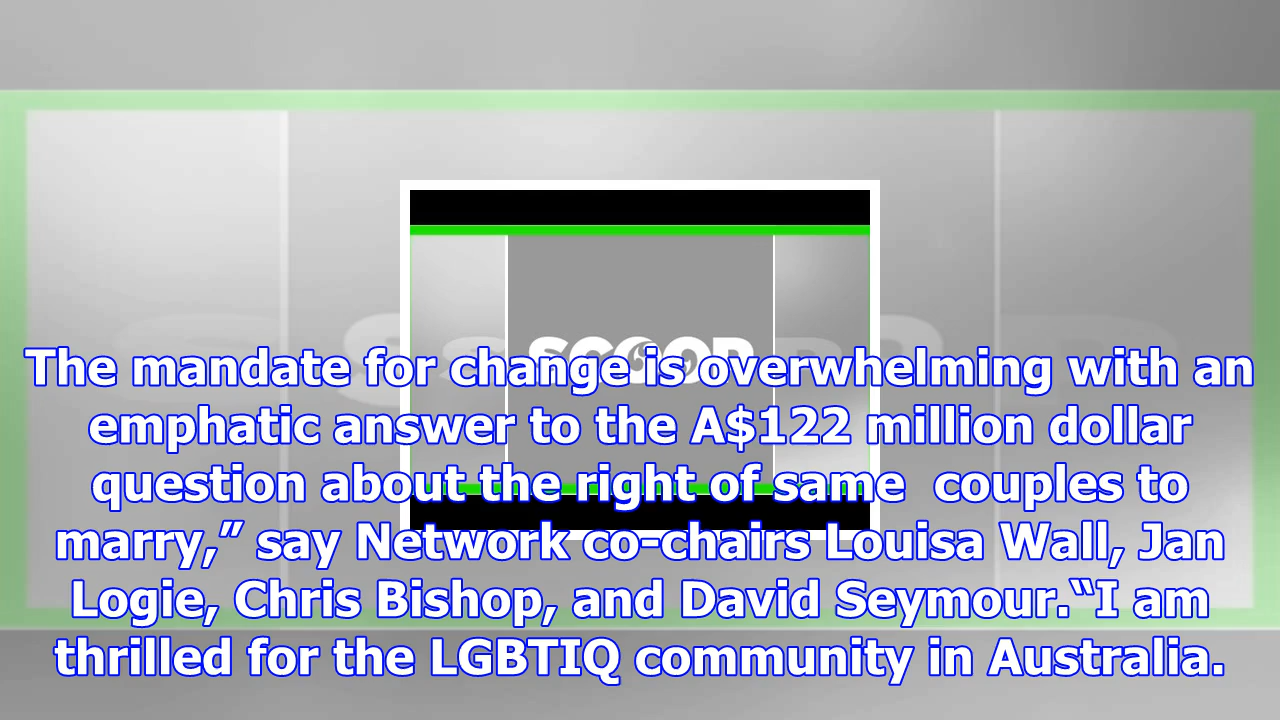 SCOOP
The mandate for change is overwhelming with an
emphatic answer to the A$122 million dollar
question about the right of same  couples to
marry,” say Network co-chairs Louisa Wall, Jan
Logie, Chris Bishop, and David Seymour.“I am
thrilled for the LGBTIQ community in Australia.